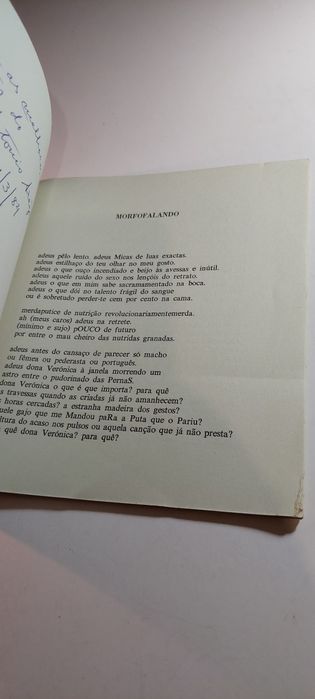 MORFOFALANDO
adeus pêlo lento. adeus Micas de luas exactas.
adeus estilhaço do teu olhar no meu gosto.
adeus o que ouço incendiado e beijo às avessas e inútil.
adeus aquele ruído do sexo nos lençóis do retrato.
adeus o que em mim sabe sacramamentado na boca.
adeus o que dói no talento frágil do sangue
ou é sobretudo perder-te cem por cento na cama.
merdaputice de nutrição revolucionariamentemerda.
ah (meus caros) adeus na retrete.
(mínimo e sujo) pOUCO de futuro
por entre o mau cheiro das nutridas granadas.
adeus antes do cansaço de parecer só macho
ou fêmea ou pederasta ou português.
adeus dona Verónica à janela morrendo um
astro entre o pudorinado das PernaS.
dona Verónica o que é que importa? para quê
s travessas quando as criadas já não amanhecem?
s horas cercadas? a estranha madeira dos gestos?
uele gajo que me Mandou paRa a Puta que o Pariu?
ltura do acaso nos pulsos ou aquela canção que já não presta?
quê dona Verónica? para quê?
as
do
3/